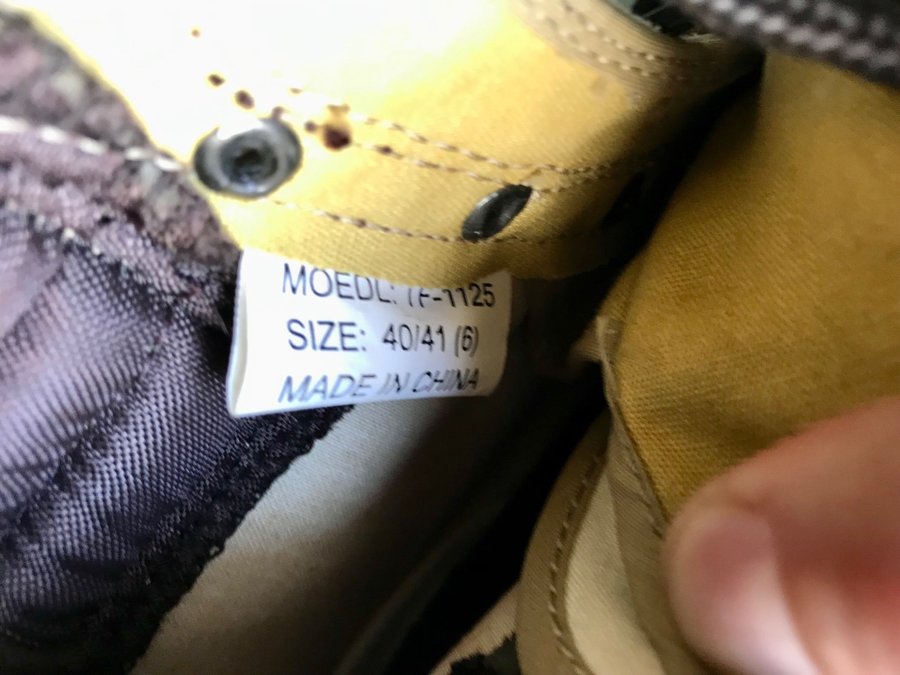 MOEDL: TF-1125
SIZE: 40/41 (6)
MADE IN CHINA